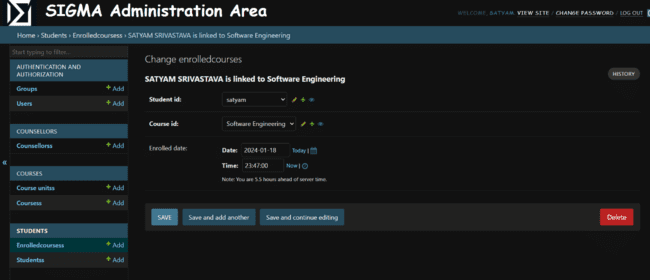 SIGMA Administration Area
WELCOME, SATYAM. VIEW SITE / CHANGE PASSWORD / LOG OUT
Home › Students › Enrolledcoursess › SATYAM SRIVASTAVA is linked to Software Engineering
Start typing to filter...
AUTHENTICATION AND AUTHORIZATION
Groups + Add
Users + Add
COUNSELLORS
Counsellorss + Add
COURSES
Course unitss + Add
Coursess + Add
STUDENTS
Enrolledcoursess + Add
Studentss + Add
«
Change enrolledcourses
SATYAM SRIVASTAVA is linked to Software Engineering
HISTORY
Student id: satyam
Course id: Software Engineering
Enrolled date: Date: 2024-01-18 Today |
Time: 23:47:00 Now |
Note: You are 5.5 hours ahead of server time.
SAVE Save and add another Save and continue editing Delete